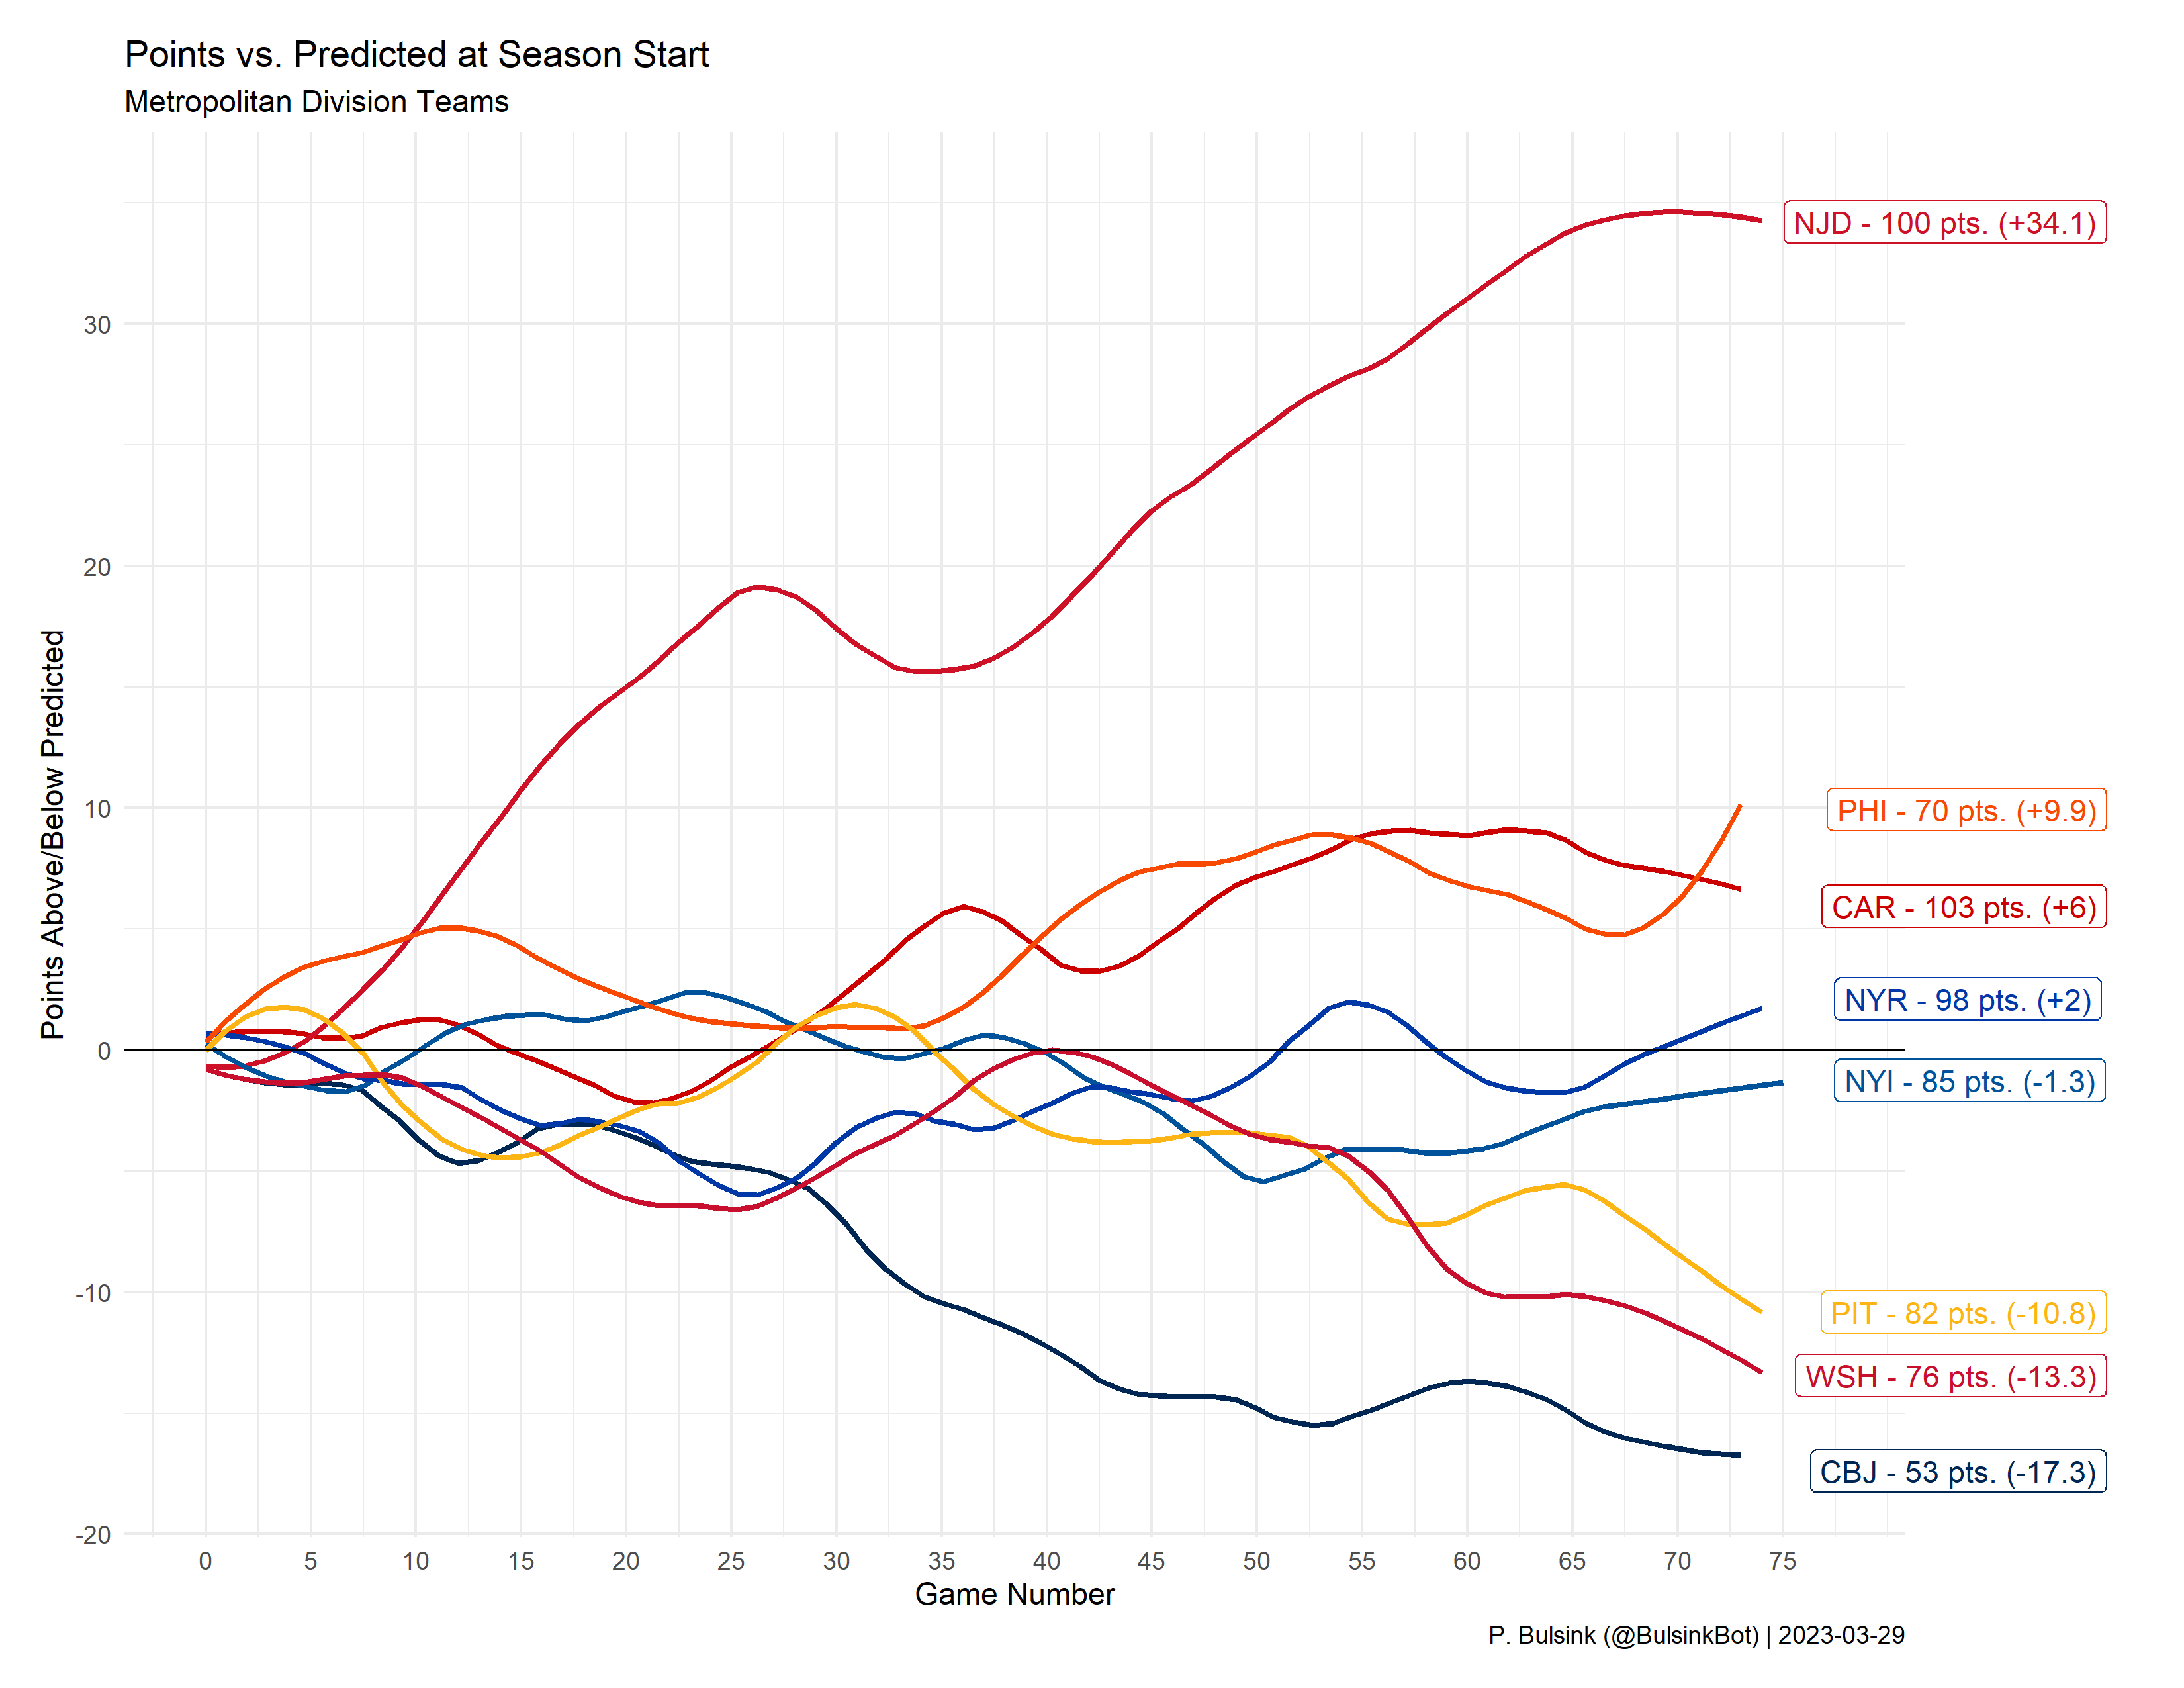 Points vs. Predicted at Season Start
Metropolitan Division Teams
Points Above/Below Predicted
30
20
10
0
-10
-20
NJD - 100 pts. (+34.1)
PHI - 70 pts. (+9.9)
CAR - 103 pts. (+6)
NYR - 98 pts. (+2)
NYI - 85 pts. (-1.3)
PIT - 82 pts. (-10.8)
WSH - 76 pts. (-13.3)
CBJ - 53 pts. (-17.3)
0 5 10 15 20 25 30 35 40 45 50 55 60 65 70 75
Game Number
P. Bulsink (@BulsinkBot) | 2023-03-29